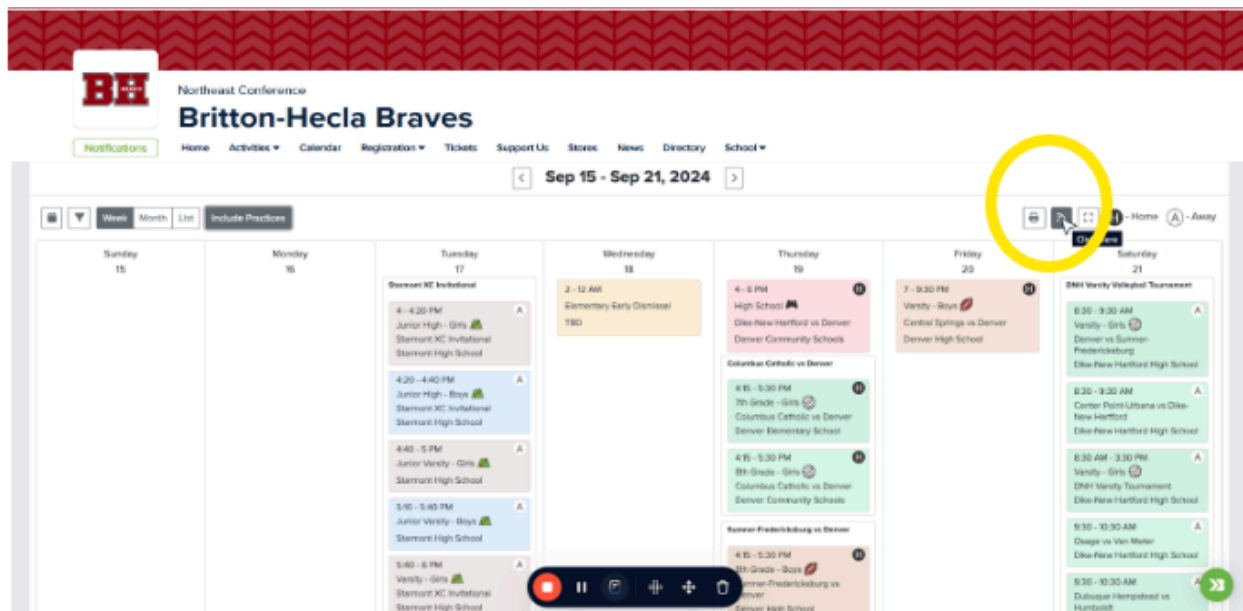 BH
Northeast Conference
Britton-Hecla Braves
Notifications
Home Activities Calendar Registration Tickets Support Us Stores News Directory School
Sep 15 - Sep 21, 2024
Week Month List Include Practices
H - Home A - Away
Sunday
15
Monday
16
Tuesday
17
Starmont XC Invitational
4 - 4:20 PM A
Junior High - Girls
Starmont XC Invitational
Starmont High School
4:20 - 4:40 PM A
Junior High - Boys
Starmont XC Invitational
Starmont High School
4:40 - 5 PM A
Junior Varsity - Girls
Starmont High School
5:10 - 5:40 PM A
Junior Varsity - Boys
Starmont High School
5:40 - 6 PM A
Varsity - Girls
Starmont XC Invitational
Starmont High School
Wednesday
18
2 - 12 AM
Elementary Early Dismissal
TBD
Thursday
19
4 - 6 PM H
High School
Dike-New Hartford vs Denver
Denver Community Schools
Columbus Catholic vs Denver
4:15 - 5:30 PM H
7th Grade - Girls
Columbus Catholic vs Denver
Denver Elementary School
4:15 - 5:30 PM H
8th Grade - Girls
Columbus Catholic vs Denver
Denver Community Schools
Sumner-Fredericksburg vs Denver
4:15 - 5:30 PM H
8th Grade - Boys
Sumner-Fredericksburg vs
Denver
Denver High School
Friday
20
7 - 9:30 PM H
Varsity - Boys
Central Springs vs Denver
Denver High School
Saturday
21
DNH Varsity Volleyball Tournament
8:30 - 9:30 AM A
Varsity - Girls
Denver vs Sumner-
Fredericksburg
Dike-New Hartford High School
8:30 - 9:30 AM A
Center Point-Urbana vs Dike-
New Hartford
Dike-New Hartford High School
8:30 AM - 3:30 PM A
Varsity - Girls
DNH Varsity Tournament
Dike-New Hartford High School
9:30 - 10:30 AM A
Osage vs Van Meter
Dike-New Hartford High School
9:30 - 10:30 AM A
Dubuque Hempstead vs
Humboldt